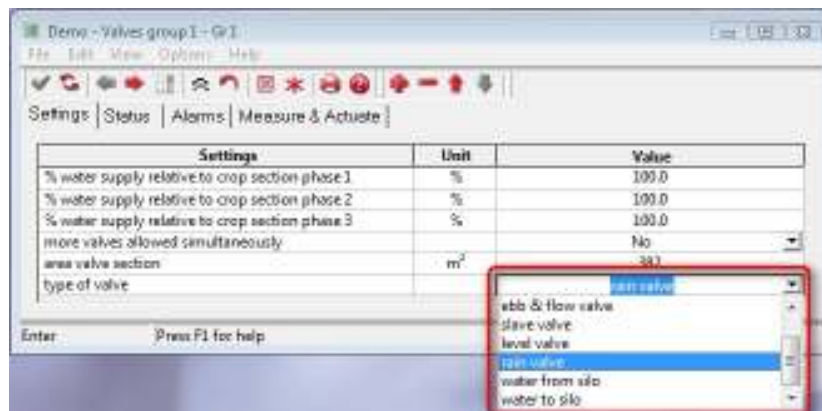 Demo - Valves group 1 - Gr 1
File Edit View Options Help
Settings Status Alarms Measure & Actuate
Settings Unit Value
% water supply relative to crop section phase 1 % 100.0
% water supply relative to crop section phase 2 % 100.0
% water supply relative to crop section phase 3 % 100.0
more valves allowed simultaneously No
area valve section m² 382
type of valve rain valve
ebb & flow valve
slave valve
level valve
rain valve
water from silo
water to silo
Enter Press F1 for help